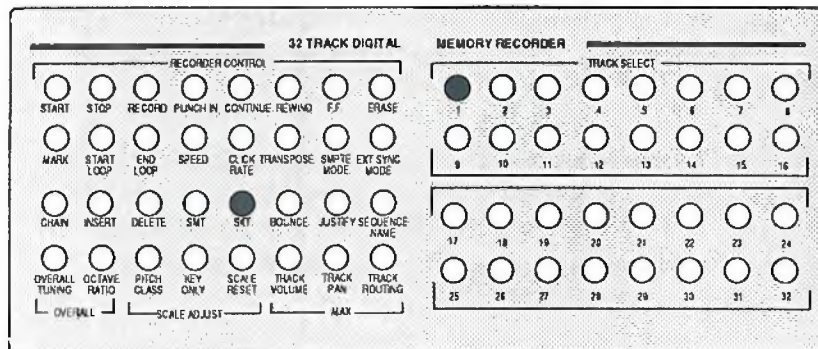 32 TRACK DIGITAL MEMORY RECORDER
RECORDER CONTROL
START STOP RECORD PUNCH IN CONTINUE REWIND F.F. ERASE
MARK START LOOP END LOOP SPEED CLICK RATE TRANSPOSE SMPTE MODE EXT SYNC MODE
CHAIN INSERT DELETE SMT SKT BOUNCE JUSTIFY SEQUENCE NAME
OVERALL TUNING OCTAVE RATIO PITCH CLASS KEY ONLY SCALE RESET TRACK VOLUME TRACK PAN TRACK ROUTING
OVERALL SCALE ADJUST MAX
TRACK SELECT
1 2 3 4 5 6 7 8
9 10 11 12 13 14 15 16
17 18 19 20 21 22 23 24
25 26 27 28 29 30 31 32